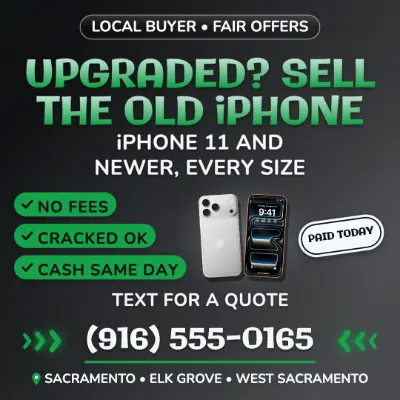 LOCAL BUYER • FAIR OFFERS
UPGRADED? SELL
THE OLD iPHONE
iPHONE 11 AND
NEWER, EVERY SIZE
NO FEES
CRACKED OK
CASH SAME DAY
9:41
PAID TODAY
TEXT FOR A QUOTE
(916) 555-0165
SACRAMENTO • ELK GROVE • WEST SACRAMENTO